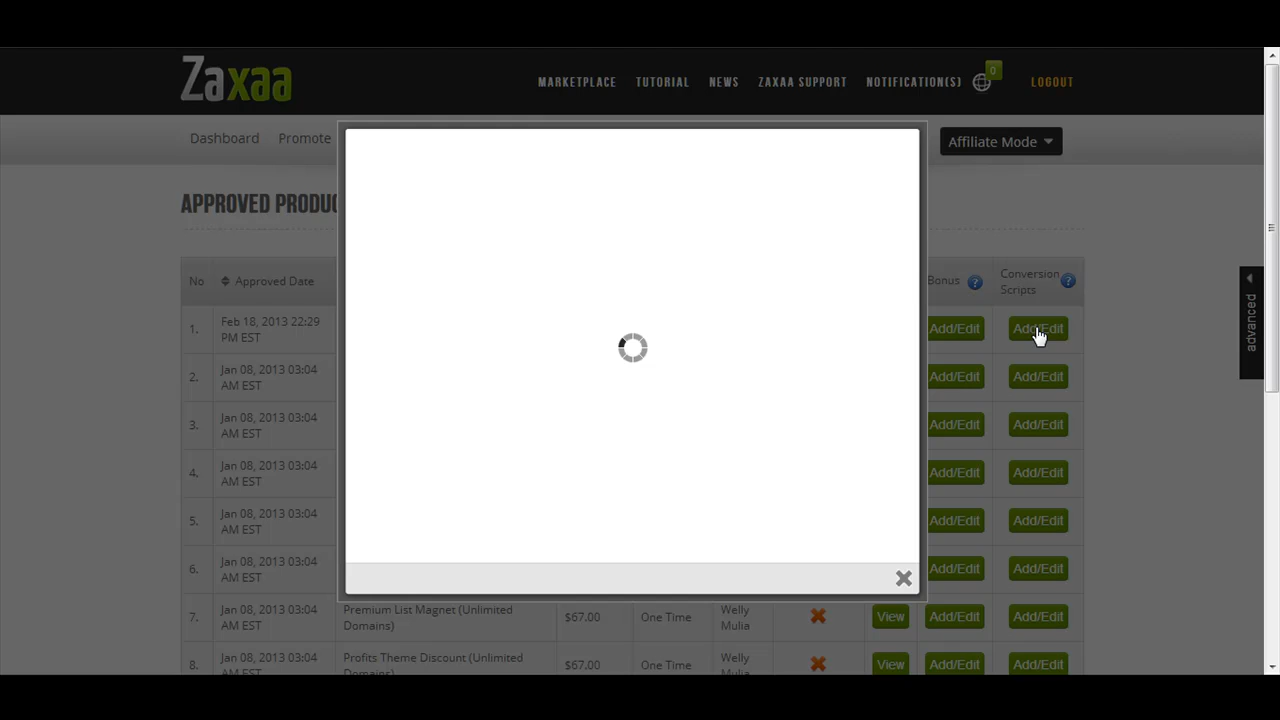 Zaxaa
MARKETPLACE TUTORIAL NEWS ZAXAA SUPPORT NOTIFICATION(S) 0 LOGOUT
Dashboard Promote Affiliate Mode
APPROVED PRODUC
No Approved Date Bonus ? Conversion Scripts ?
1. Feb 18, 2013 22:29 PM EST Add/Edit Add/Edit
2. Jan 08, 2013 03:04 AM EST Add/Edit Add/Edit
3. Jan 08, 2013 03:04 AM EST Add/Edit Add/Edit
4. Jan 08, 2013 03:04 AM EST Add/Edit Add/Edit
5. Jan 08, 2013 03:04 AM EST Add/Edit Add/Edit
6. Jan 08, 2013 03:04 AM EST Add/Edit Add/Edit
7. Jan 08, 2013 03:04 AM EST Premium List Magnet (Unlimited Domains) $67.00 One Time Welly Mulia View Add/Edit Add/Edit
8. Jan 08, 2013 03:04 AM EST Profits Theme Discount (Unlimited Domains) $67.00 One Time Welly Mulia View Add/Edit Add/Edit
advanced